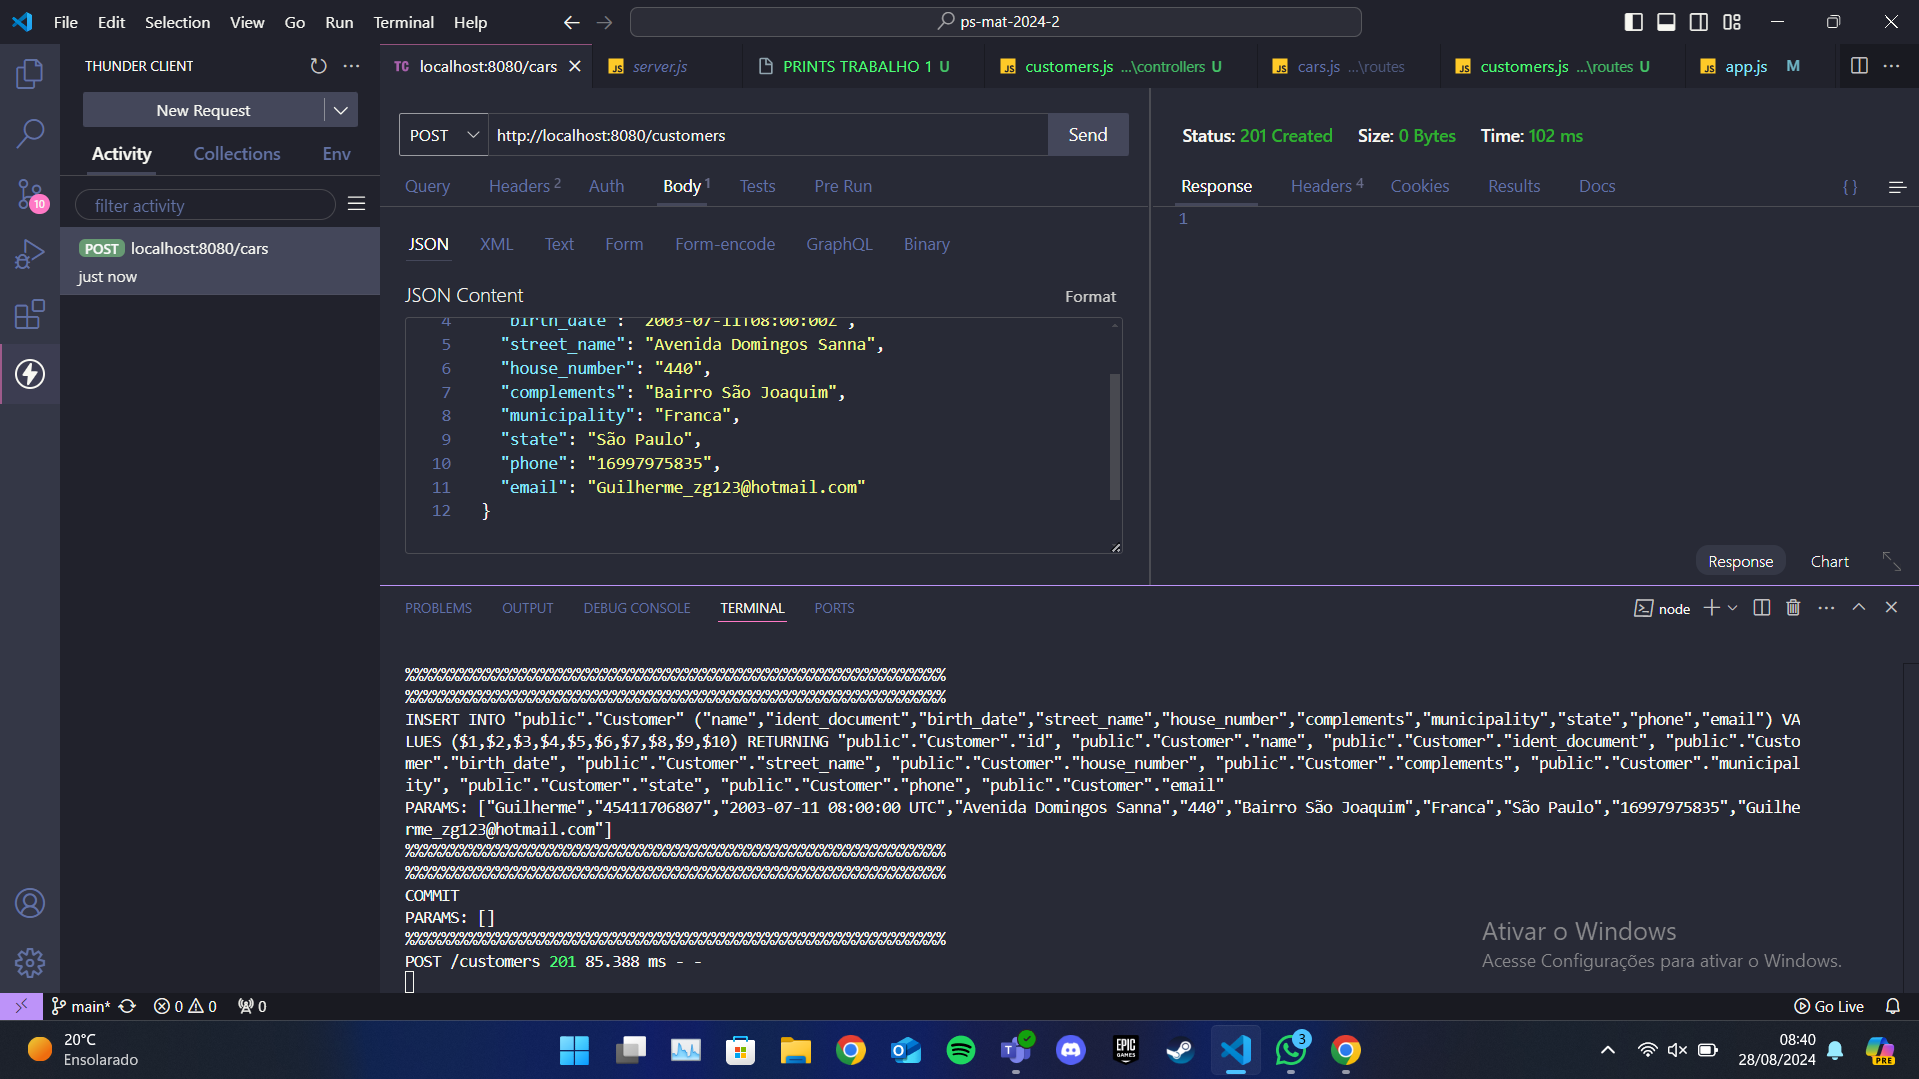 File Edit Selection View Go Run Terminal Help
ps-mat-2024-2
THUNDER CLIENT
TC localhost:8080/cars
JS server.js
PRINTS TRABALHO 1 U
JS customers.js ...\controllers U
JS cars.js ...\routes
JS customers.js ...\routes U
JS app.js M
New Request
Activity Collections Env
filter activity
POST localhost:8080/cars
just now
10
POST http://localhost:8080/customers Send
Query Headers 2 Auth Body 1 Tests Pre Run
JSON XML Text Form Form-encode GraphQL Binary
JSON Content Format
4 "birth_date": "2003-07-11T08:00:00Z",
5 "street_name": "Avenida Domingos Sanna",
6 "house_number": "440",
7 "complements": "Bairro São Joaquim",
8 "municipality": "Franca",
9 "state": "São Paulo",
10 "phone": "16997975835",
11 "email": "Guilherme_zg123@hotmail.com"
12 }
Status: 201 Created Size: 0 Bytes Time: 102 ms
Response Headers 4 Cookies Results Docs { }
1
Response Chart
PROBLEMS OUTPUT DEBUG CONSOLE TERMINAL PORTS
node
%%%%%%%%%%%%%%%%%%%%%%%%%%%%%%%%%%%%%%%%%%%%%%%%%%%%%%%%%%%%
%%%%%%%%%%%%%%%%%%%%%%%%%%%%%%%%%%%%%%%%%%%%%%%%%%%%%%%%%%%%
INSERT INTO "public"."Customer" ("name","ident_document","birth_date","street_name","house_number","complements","municipality","state","phone","email") VA
LUES ($1,$2,$3,$4,$5,$6,$7,$8,$9,$10) RETURNING "public"."Customer"."id", "public"."Customer"."name", "public"."Customer"."ident_document", "public"."Custo
mer"."birth_date", "public"."Customer"."street_name", "public"."Customer"."house_number", "public"."Customer"."complements", "public"."Customer"."municipal
ity", "public"."Customer"."state", "public"."Customer"."phone", "public"."Customer"."email"
PARAMS: ["Guilherme","45411706807","2003-07-11 08:00:00 UTC","Avenida Domingos Sanna","440","Bairro São Joaquim","Franca","São Paulo","16997975835","Guilhe
rme_zg123@hotmail.com"]
%%%%%%%%%%%%%%%%%%%%%%%%%%%%%%%%%%%%%%%%%%%%%%%%%%%%%%%%%%%%
%%%%%%%%%%%%%%%%%%%%%%%%%%%%%%%%%%%%%%%%%%%%%%%%%%%%%%%%%%%%
COMMIT
PARAMS: []
%%%%%%%%%%%%%%%%%%%%%%%%%%%%%%%%%%%%%%%%%%%%%%%%%%%%%%%%%%%%
POST /customers 201 85.388 ms - -
Ativar o Windows
Acesse Configurações para ativar o Windows.
main* 0 0 0 Go Live
20°C
Ensolarado
EPIC GAMES
3
08:40
28/08/2024
PRE